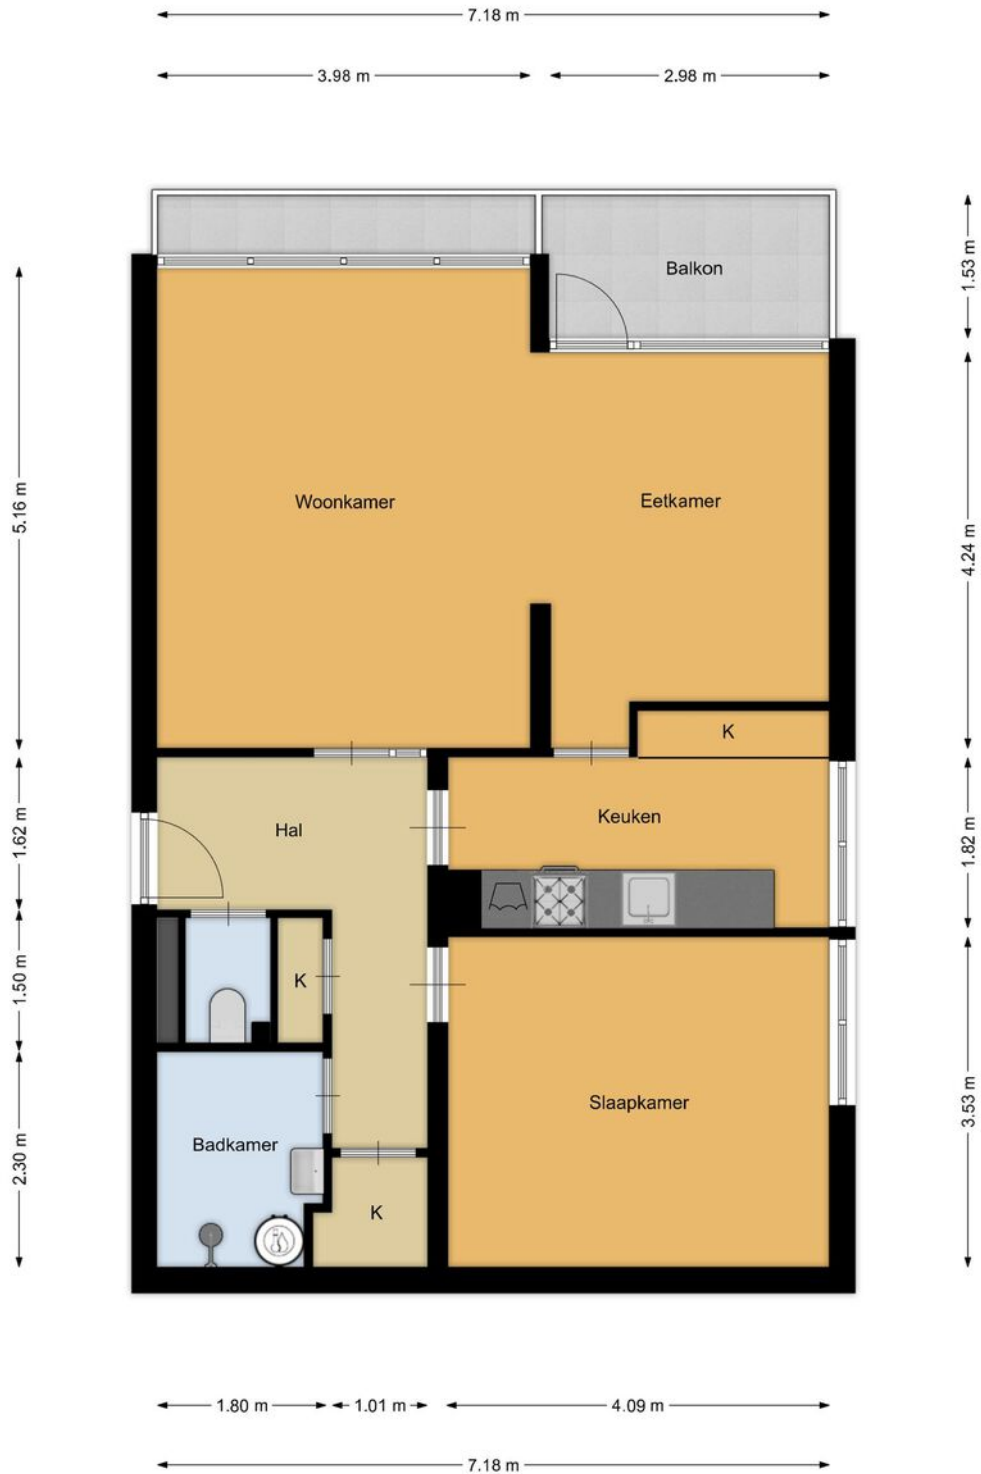 7.18 m
3.98 m
2.98 m
Balkon
1.53 m
5.16 m
Woonkamer
Eetkamer
4.24 m
K
Hal
Keuken
1.62 m
1.82 m
K
1.50 m
Slaapkamer
3.53 m
Badkamer
2.30 m
K
1.80 m
1.01 m
4.09 m
7.18 m